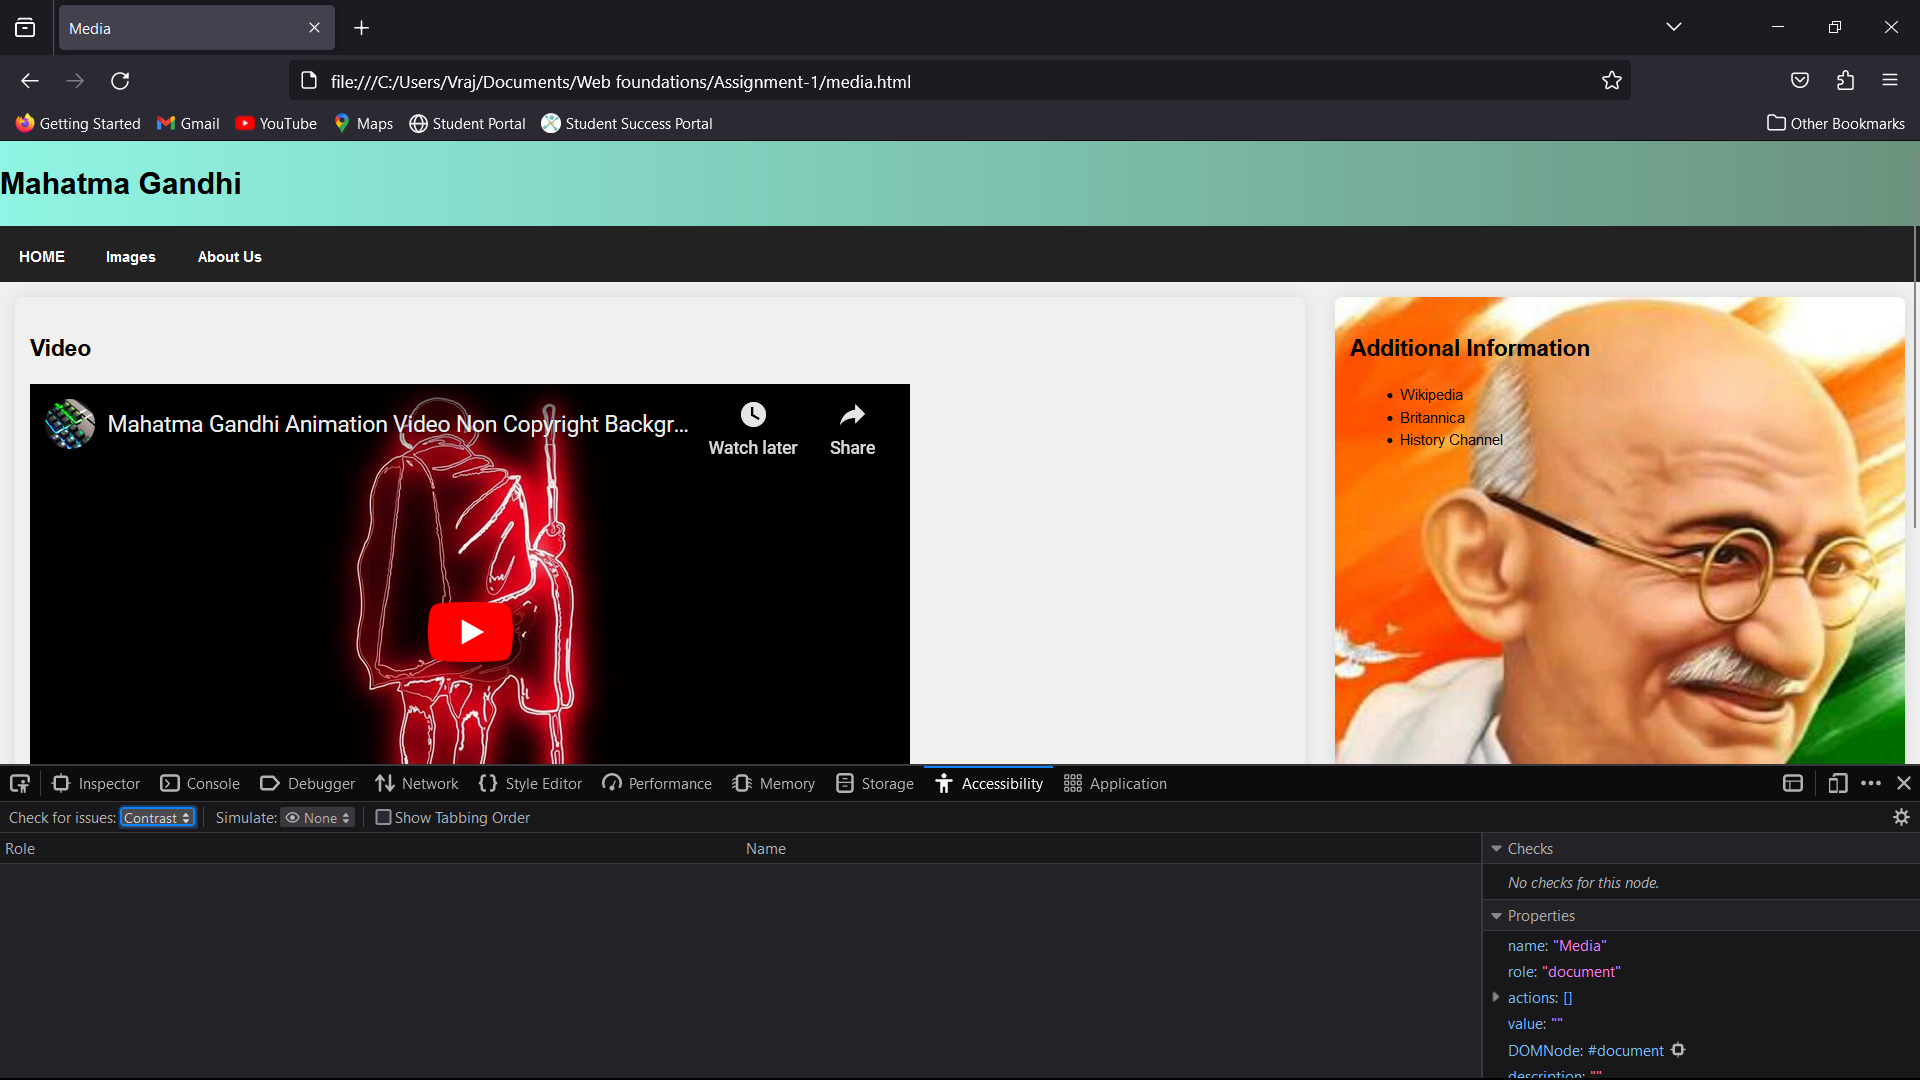 Media
file:///C:/Users/Vraj/Documents/Web foundations/Assignment-1/media.html
Getting Started Gmail YouTube Maps Student Portal Student Success Portal Other Bookmarks
Mahatma Gandhi
HOME Images About Us
Video
Mahatma Gandhi Animation Video Non Copyright Backgr...
Watch later Share
Additional Information
Wikipedia
Britannica
History Channel
Inspector Console Debugger Network Style Editor Performance Memory Storage Accessibility Application
Check for issues: Contrast Simulate: None Show Tabbing Order
Role Name
Checks
No checks for this node.
Properties
name: "Media"
role: "document"
actions: []
value: ""
DOMNode: #document
description: ""